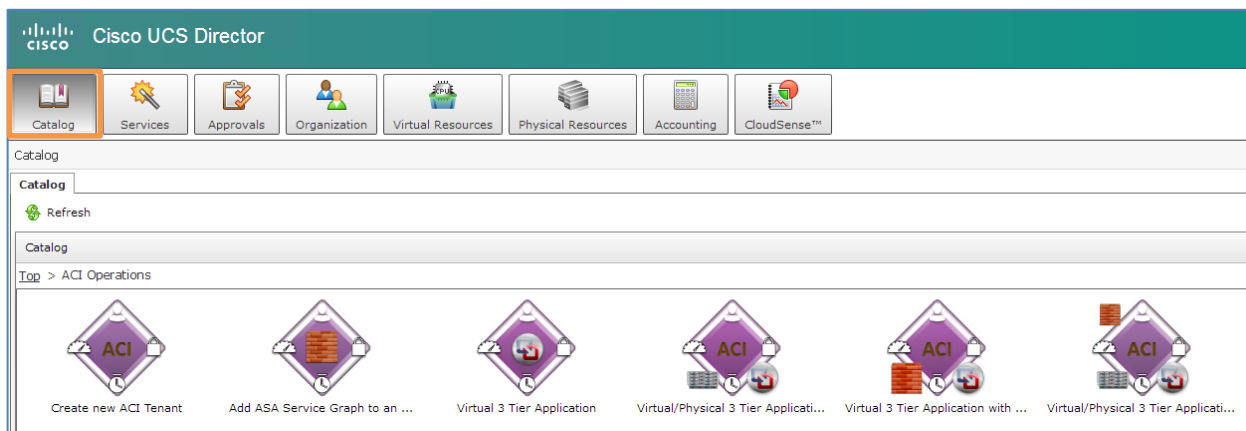 CISCO Cisco UCS Director
CPU
Catalog Services Approvals Organization Virtual Resources Physical Resources Accounting CloudSense™
Catalog
Catalog
Refresh
Catalog
Top > ACI Operations
ACI ACI ACI ACI
Create new ACI Tenant Add ASA Service Graph to an ... Virtual 3 Tier Application Virtual/Physical 3 Tier Applicati... Virtual 3 Tier Application with ... Virtual/Physical 3 Tier Applicati...